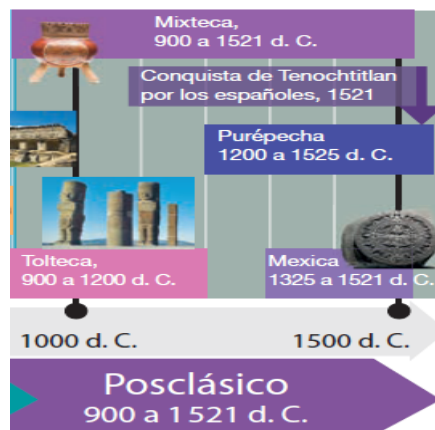 Mixteca,
900 a 1521 d. C.
Conquista de Tenochtitlan
por los españoles, 1521
Purépecha
1200 a 1525 d. C.
Tolteca,
900 a 1200 d. C.
Mexica
1325 a 1521 d. C.
1000 d. C.
1500 d. C.
Posclásico
900 a 1521 d. C.